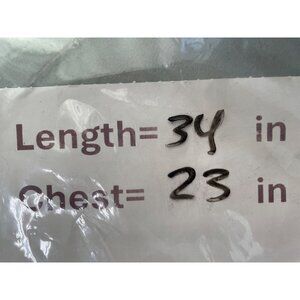 Length= 34 in
Chest= 23 in